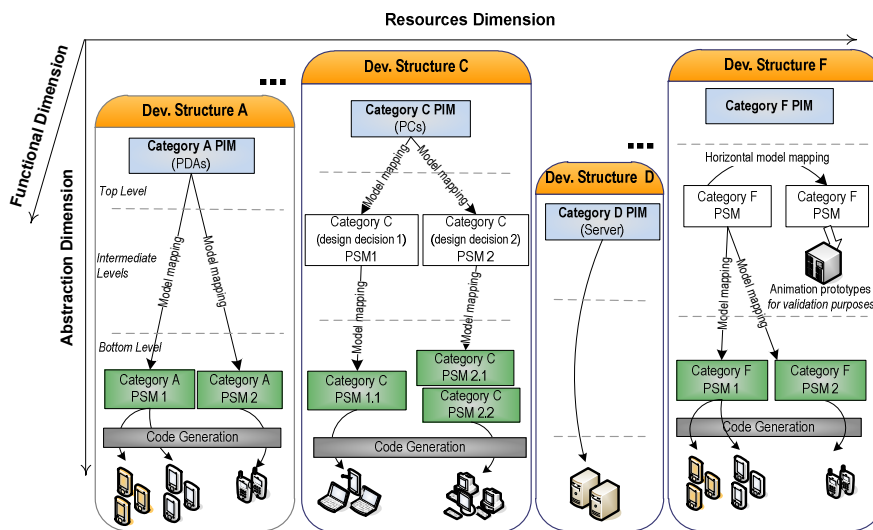 Resources Dimension
Functional Dimension
Abstraction Dimension
Top Level
Intermediate
Levels
Bottom Level
Dev. Structure A
Category A PIM
(PDAs)
Model mapping
Model mapping
Category A
PSM 1
Category A
PSM 2
Code Generation
Dev. Structure C
Category C PIM
(PCs)
Model mapping
Model mapping
Category C
(design decision 1)
PSM1
Category C
(design decision 2)
PSM 2
Model mapping
Model mapping
Category C
PSM 1.1
Category C
PSM 2.1
Category C
PSM 2.2
Code Generation
Dev. Structure D
Category D PIM
(Server)
Dev. Structure F
Category F PIM
Horizontal model mapping
Category F
PSM
Category F
PSM
Animation prototypes
for validation purposes
Model mapping
Model mapping
Category F
PSM 1
Category F
PSM 2
Code Generation